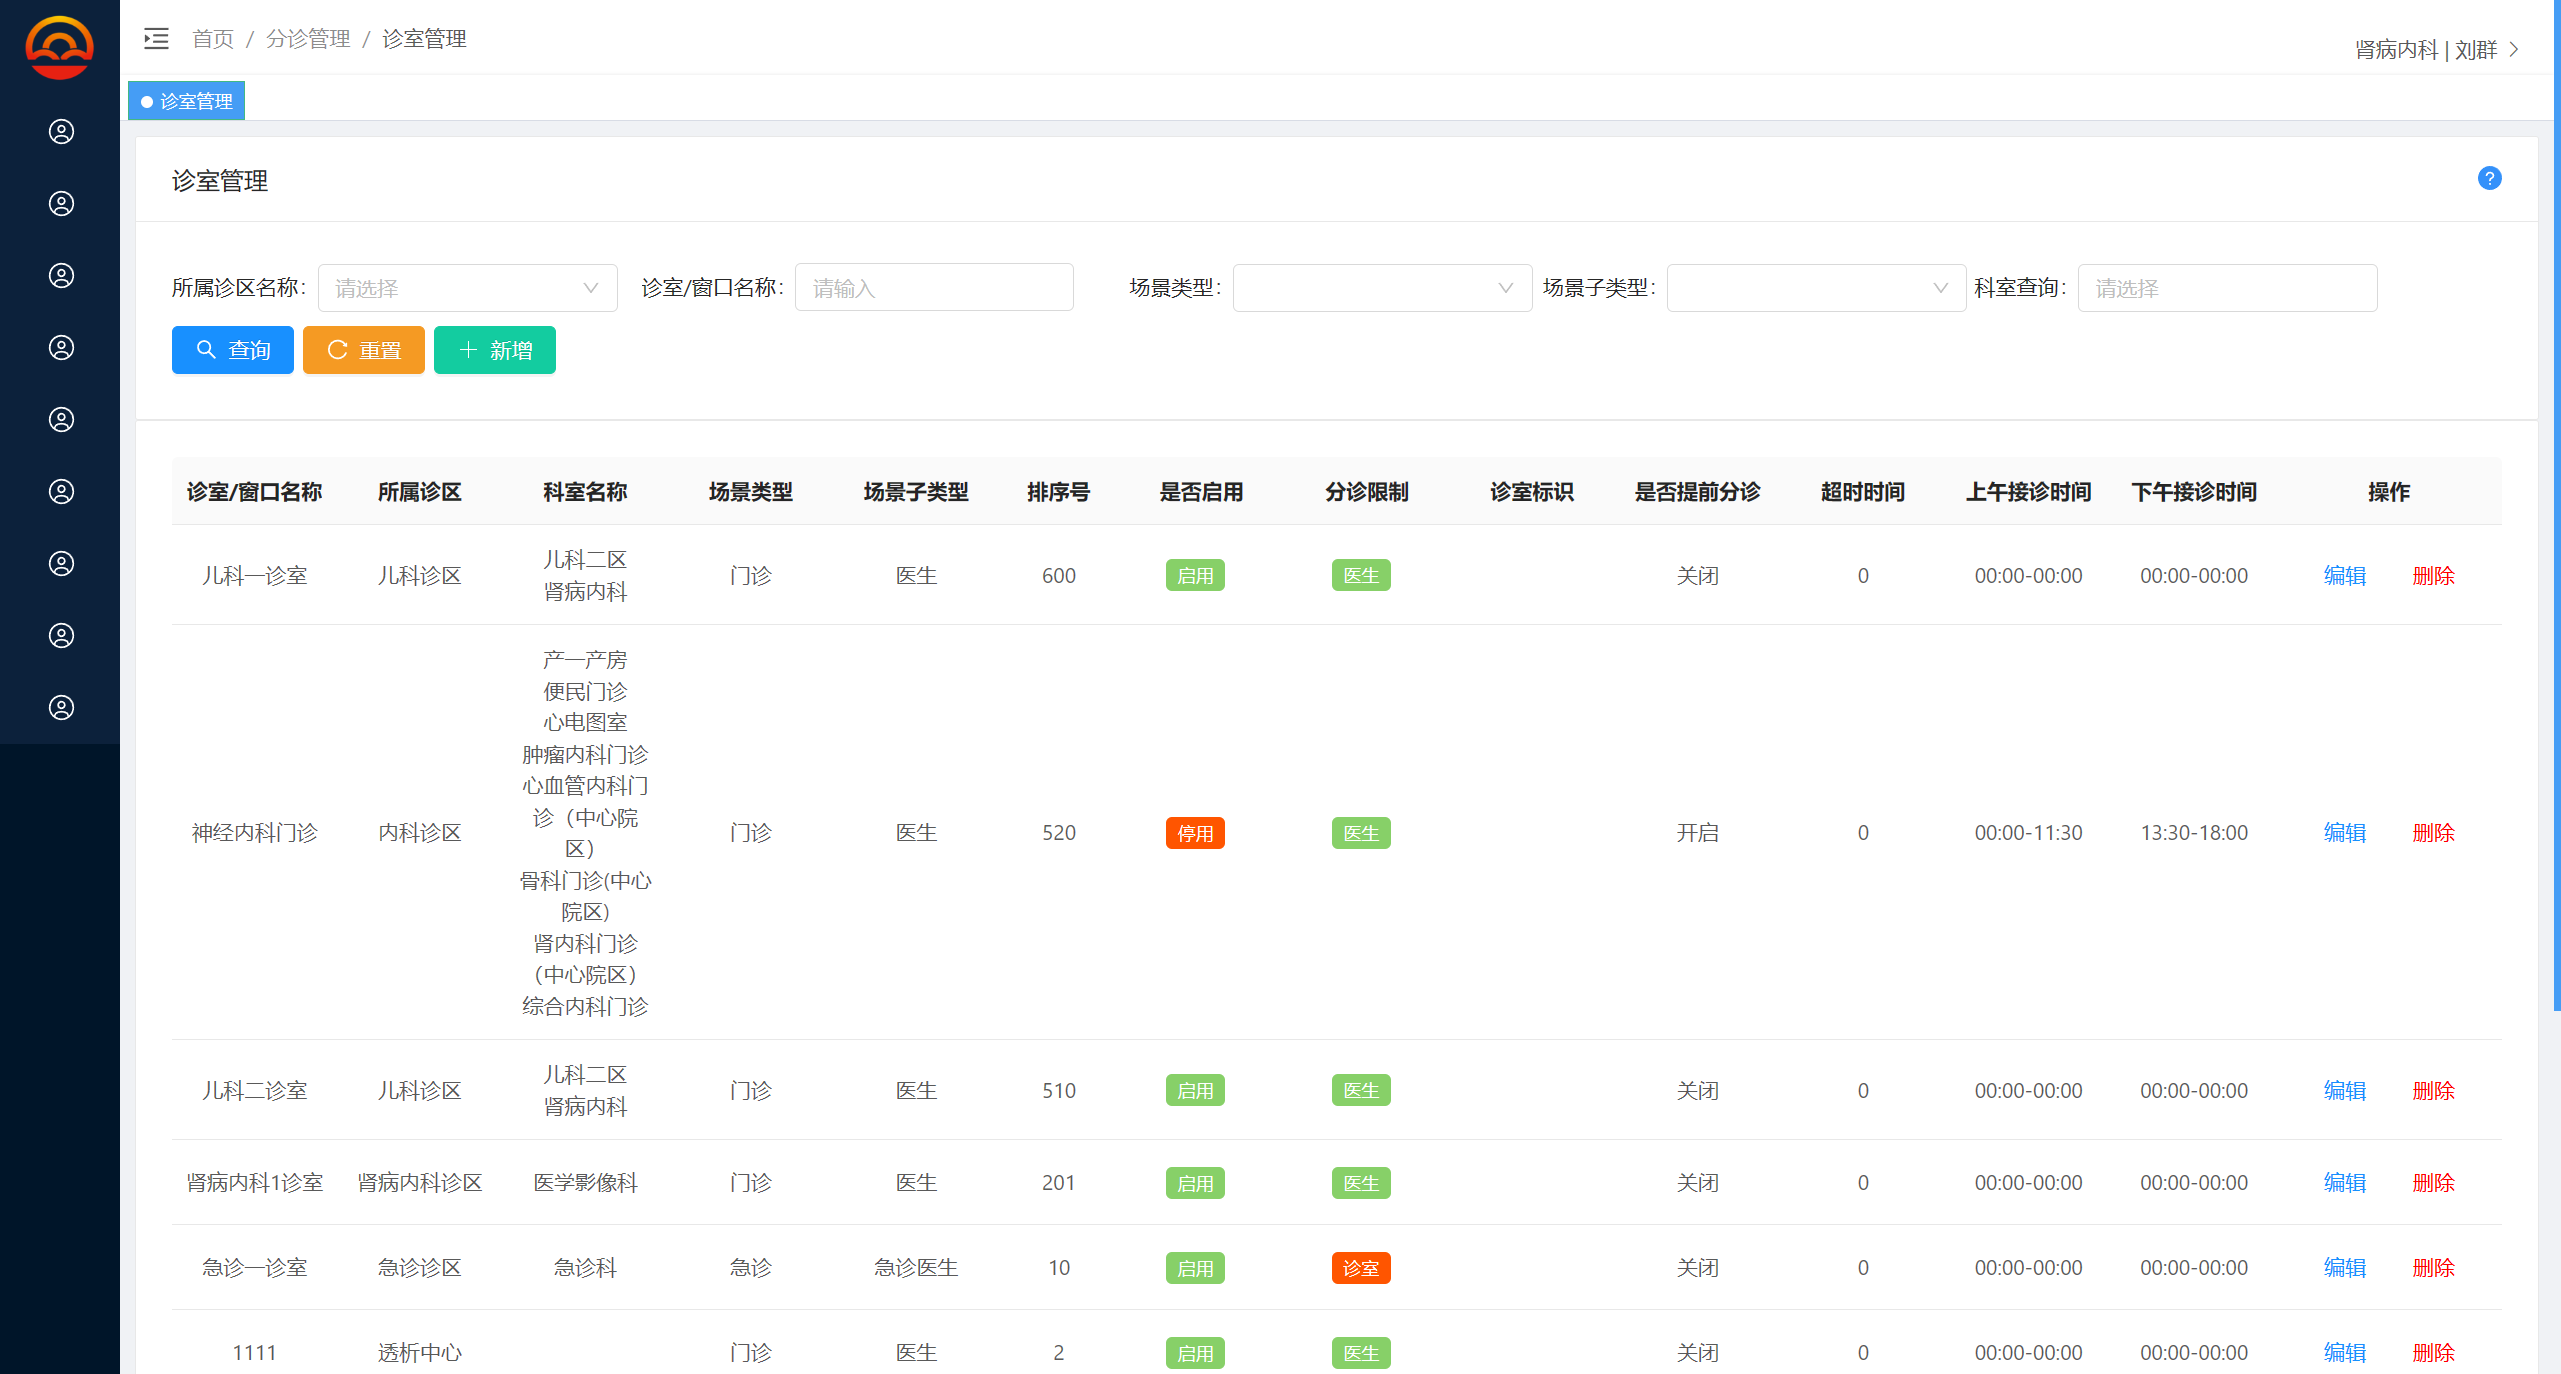 首页 / 分诊管理 / 诊室管理
肾病内科 | 刘群
诊室管理
诊室管理
?
所属诊区名称: 请选择 诊室/窗口名称: 请输入 场景类型: 场景子类型: 科室查询: 请选择
查询 重置 新增
诊室/窗口名称 所属诊区 科室名称 场景类型 场景子类型 排序号 是否启用 分诊限制 诊室标识 是否提前分诊 超时时间 上午接诊时间 下午接诊时间 操作
儿科一诊室 儿科诊区 儿科二区 门诊 医生 600 启用 医生 关闭 0 00:00-00:00 00:00-00:00 编辑 删除
肾病内科
产一产房
便民门诊
心电图室
肿瘤内科门诊
心血管内科门
诊（中心院
区）
神经内科门诊 内科诊区 门诊 医生 520 停用 医生 开启 0 00:00-11:30 13:30-18:00 编辑 删除
骨科门诊(中心
院区)
肾内科门诊
（中心院区）
综合内科门诊
儿科二诊室 儿科诊区 儿科二区 门诊 医生 510 启用 医生 关闭 0 00:00-00:00 00:00-00:00 编辑 删除
肾病内科
肾病内科1诊室 肾病内科诊区 医学影像科 门诊 医生 201 启用 医生 关闭 0 00:00-00:00 00:00-00:00 编辑 删除
急诊一诊室 急诊诊区 急诊科 急诊 急诊医生 10 启用 诊室 关闭 0 00:00-00:00 00:00-00:00 编辑 删除
1111 透析中心 门诊 医生 2 启用 医生 关闭 0 00:00-00:00 00:00-00:00 编辑 删除